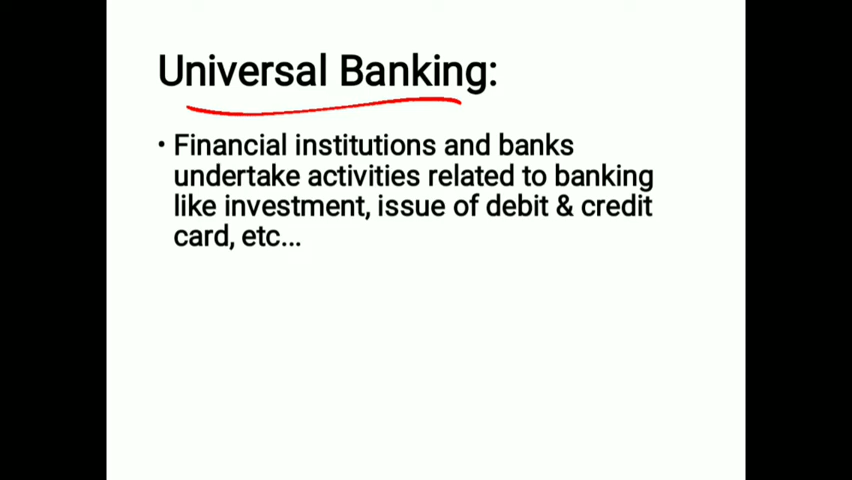 Universal Banking:
• Financial institutions and banks
undertake activities related to banking
like investment, issue of debit & credit
card, etc...